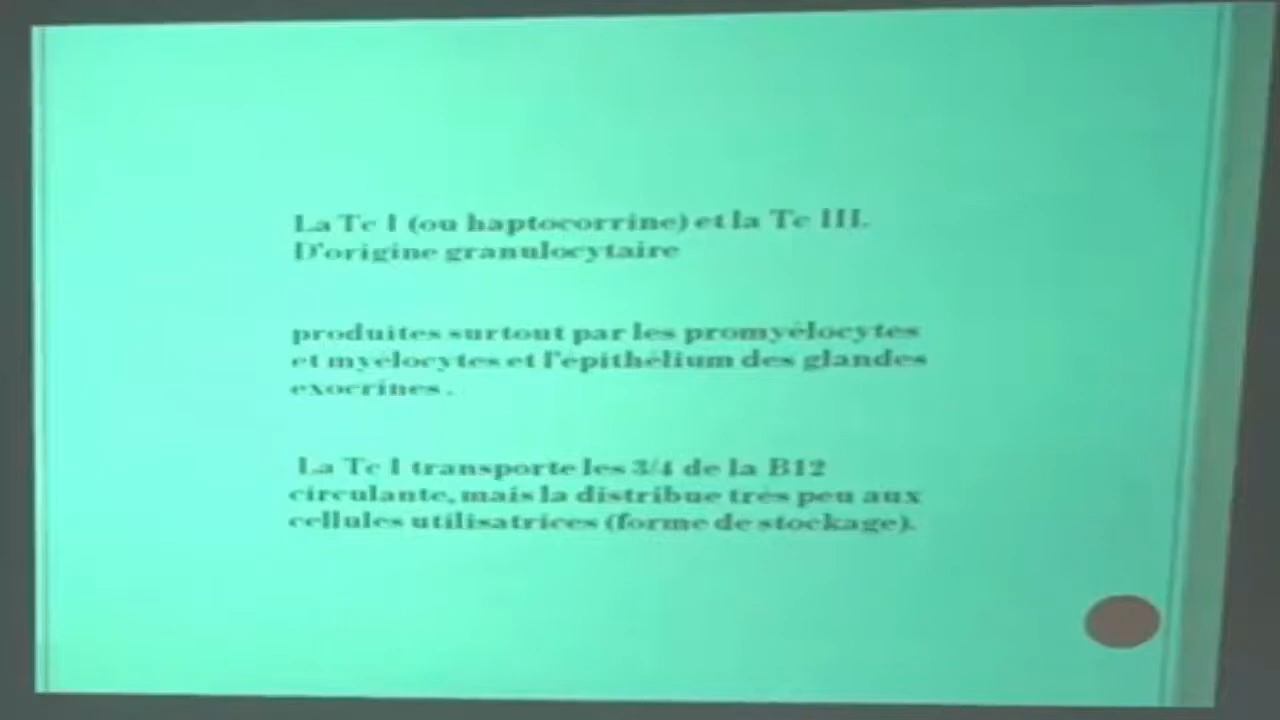 La Tc I (ou haptocorrine) et la Tc III.
D'origine granulocytaire
produites surtout par les promyélocytes
et myélocytes et l'épithélium des glandes
exocrines .
La Tc I transporte les 3/4 de la B12
circulante, mais la distribue très peu aux
cellules utilisatrices (forme de stockage).